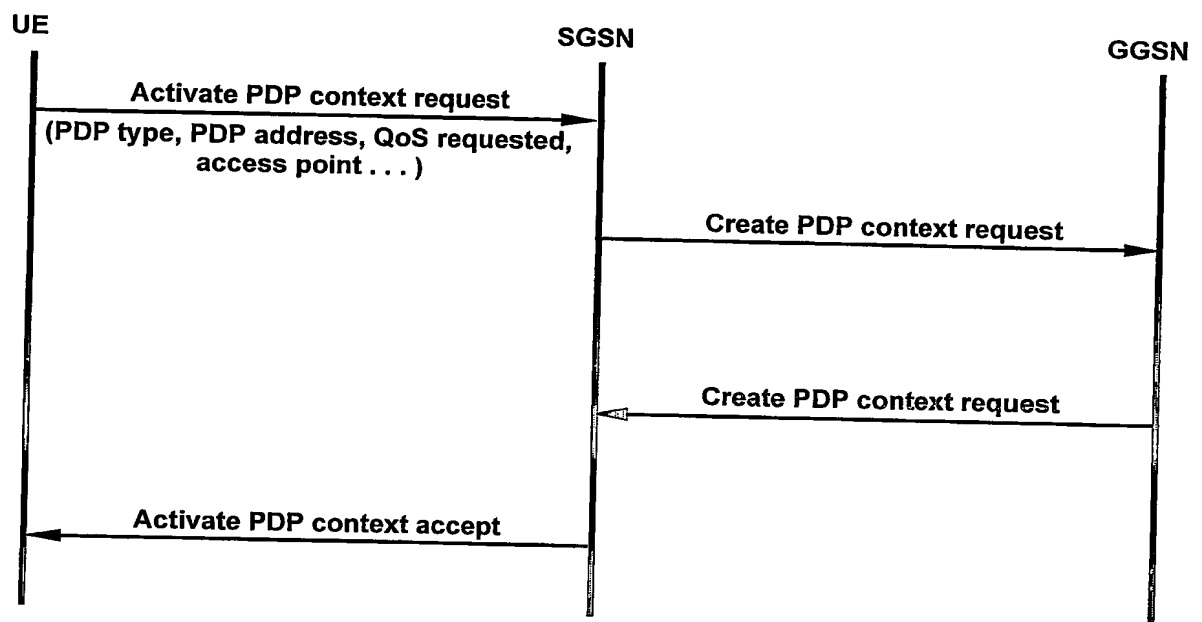 UE
SGSN
GGSN
Activate PDP context request
(PDP type, PDP address, QoS requested,
access point . . . )
Create PDP context request
Create PDP context request
Activate PDP context accept